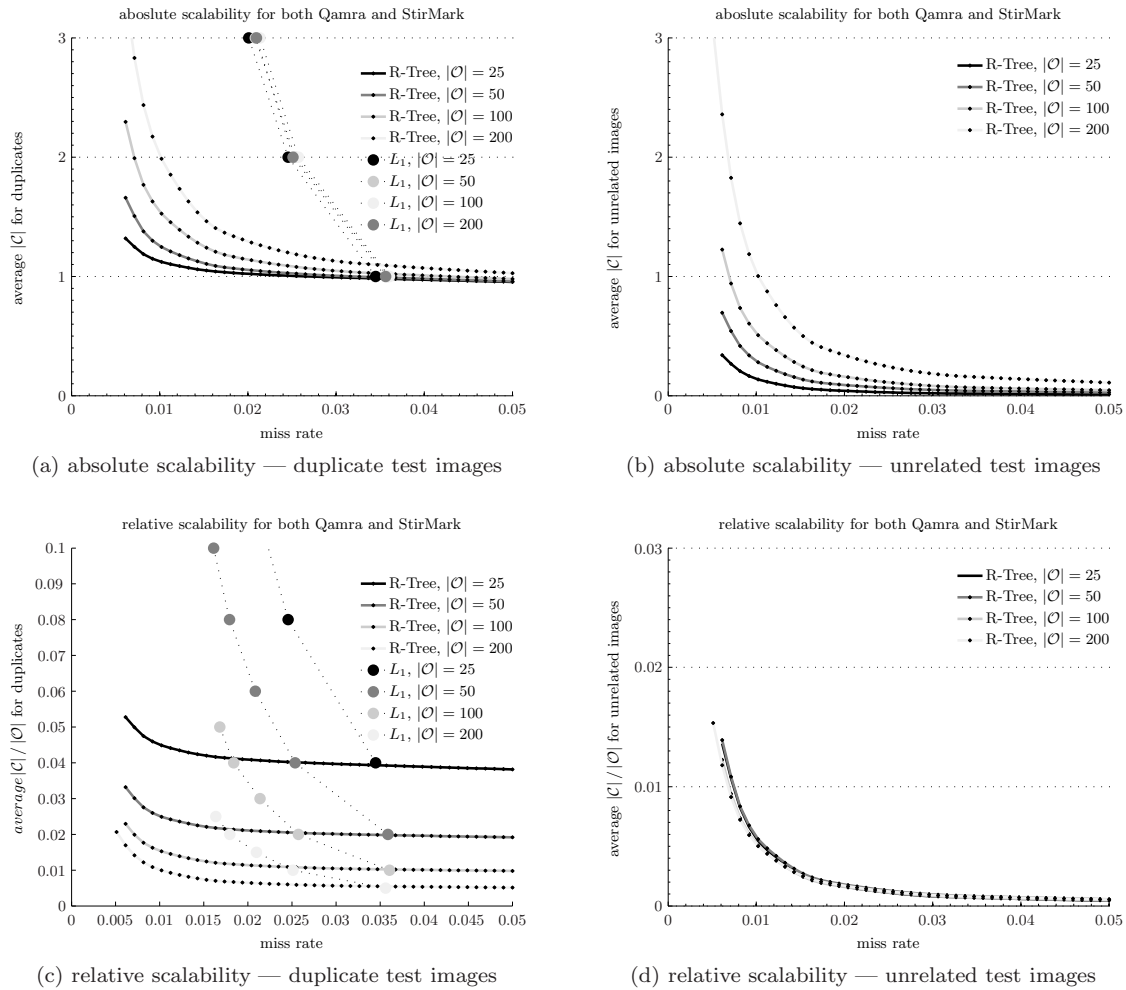 aboslute scalability for both Qamra and StirMark
average |C| for duplicates
3
2
1
0
R-Tree, |O| = 25
R-Tree, |O| = 50
R-Tree, |O| = 100
R-Tree, |O| = 200
L1, |O| = 25
L1, |O| = 50
L1, |O| = 100
L1, |O| = 200
0 0.01 0.02 0.03 0.04 0.05
miss rate
(a) absolute scalability — duplicate test images
aboslute scalability for both Qamra and StirMark
average |C| for unrelated images
3
2
1
0
R-Tree, |O| = 25
R-Tree, |O| = 50
R-Tree, |O| = 100
R-Tree, |O| = 200
0 0.01 0.02 0.03 0.04 0.05
miss rate
(b) absolute scalability — unrelated test images
relative scalability for both Qamra and StirMark
average|C| / |O| for duplicates
0.1
0.09
0.08
0.07
0.06
0.05
0.04
0.03
0.02
0.01
0
R-Tree, |O| = 25
R-Tree, |O| = 50
R-Tree, |O| = 100
R-Tree, |O| = 200
L1, |O| = 25
L1, |O| = 50
L1, |O| = 100
L1, |O| = 200
0 0.005 0.01 0.015 0.02 0.025 0.03 0.035 0.04 0.045 0.05
miss rate
(c) relative scalability — duplicate test images
relative scalability for both Qamra and StirMark
average |C| / |O| for unrelated images
0.03
0.02
0.01
0
R-Tree, |O| = 25
R-Tree, |O| = 50
R-Tree, |O| = 100
R-Tree, |O| = 200
0 0.01 0.02 0.03 0.04 0.05
miss rate
(d) relative scalability — unrelated test images